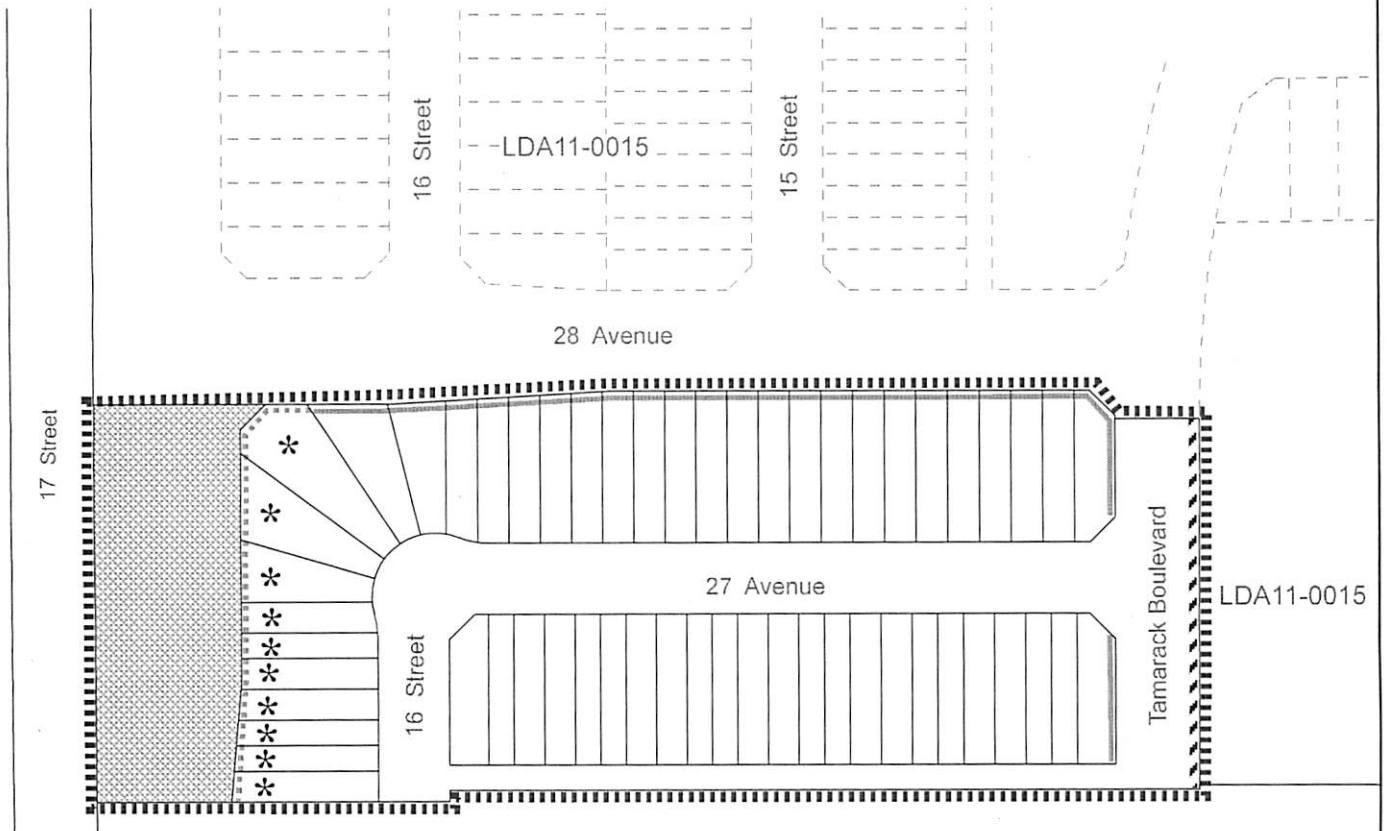 16 Street
LDA11-0015
15 Street
28 Avenue
17 Street
*
*
*
*
*
*
*
*
*
*
27 Avenue
16 Street
Tamarack Boulevard
LDA11-0015